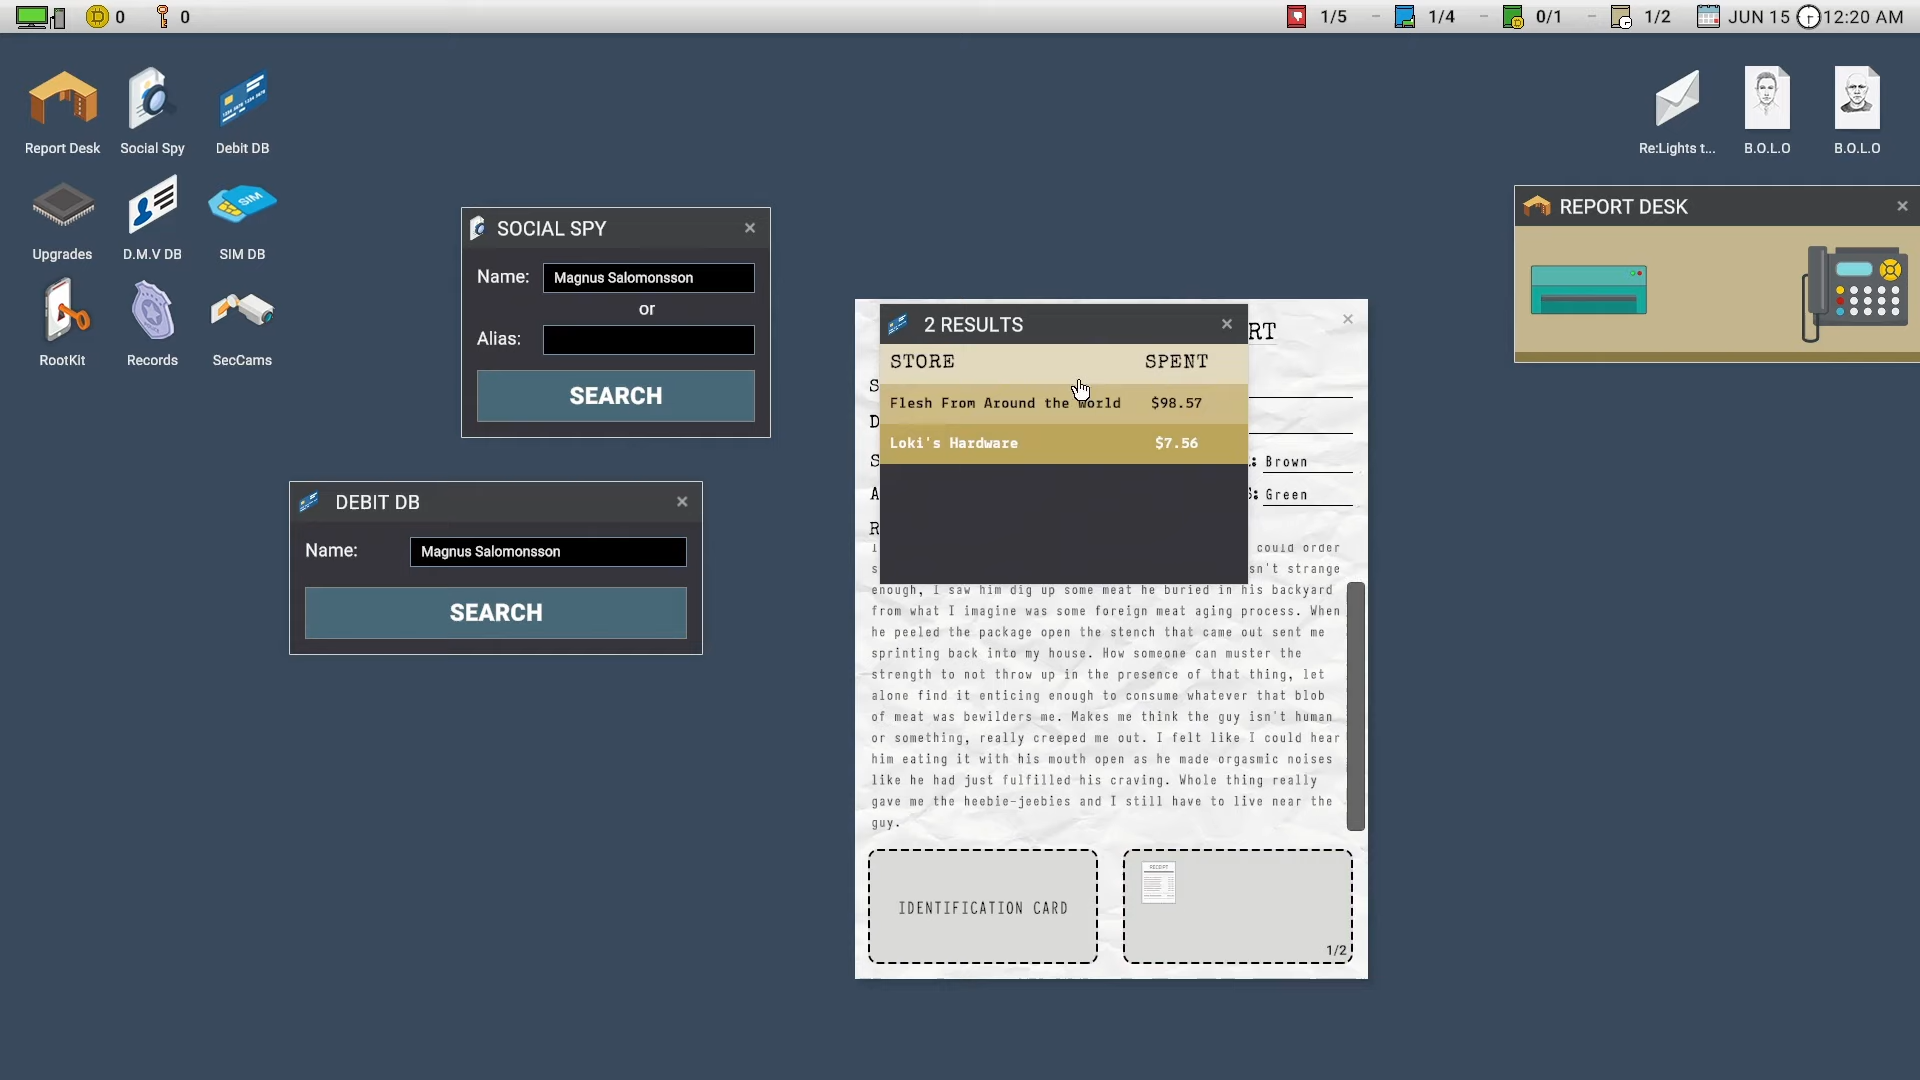 0
0
1/5
1/4
0/1
1/2
JUN 15
12:20 AM
Report Desk
Social Spy
Debit DB
Re:Lights t...
B.O.L.O
B.O.L.O
Upgrades
D.M.V DB
SIM
SIM DB
RootKit
Records
SecCams
SOCIAL SPY
Name:
Magnus Salomonsson
or
Alias:
SEARCH
REPORT DESK
DEBIT DB
Name:
Magnus Salomonsson
SEARCH
2 RESULTS
STORE
SPENT
Flesh From Around the World
$98.57
Loki's Hardware
$7.56
RT
S
D
S
: Brown
A
S: Green
R
could order
s
sn't strange
enough, I saw him dig up some meat he buried in his backyard
from what I imagine was some foreign meat aging process. When
he peeled the package open the stench that came out sent me
sprinting back into my house. How someone can muster the
strength to not throw up in the presence of that thing, let
alone find it enticing enough to consume whatever that blob
of meat was bewilders me. Makes me think the guy isn't human
or something, really creeped me out. I felt like I could hear
him eating it with his mouth open as he made orgasmic noises
like he had just fulfilled his craving. Whole thing really
gave me the heebie-jeebies and I still have to live near the
guy.
IDENTIFICATION CARD
RECEIPT
1/2